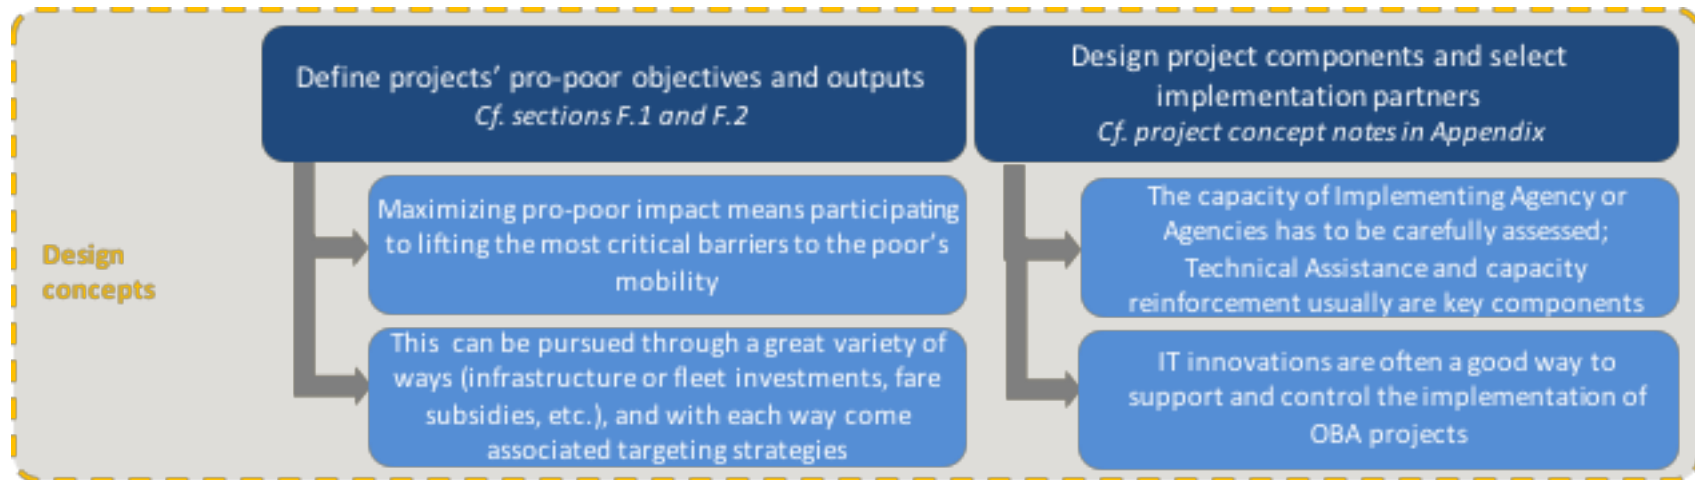 Design
concepts
Define projects' pro-poor objectives and outputs
Cf. sections F.1 and F.2
Maximizing pro-poor impact means participating
to lifting the most critical barriers to the poor's
mobility
This can be pursued through a great variety of
ways (infrastructure or fleet investments, fare
subsidies, etc.), and with each way come
associated targeting strategies
Design project components and select
implementation partners
Cf. project concept notes in Appendix
The capacity of Implementing Agency or
Agencies has to be carefully assessed;
Technical Assistance and capacity
reinforcement usually are key components
IT innovations are often a good way to
support and control the implementation of
OBA projects